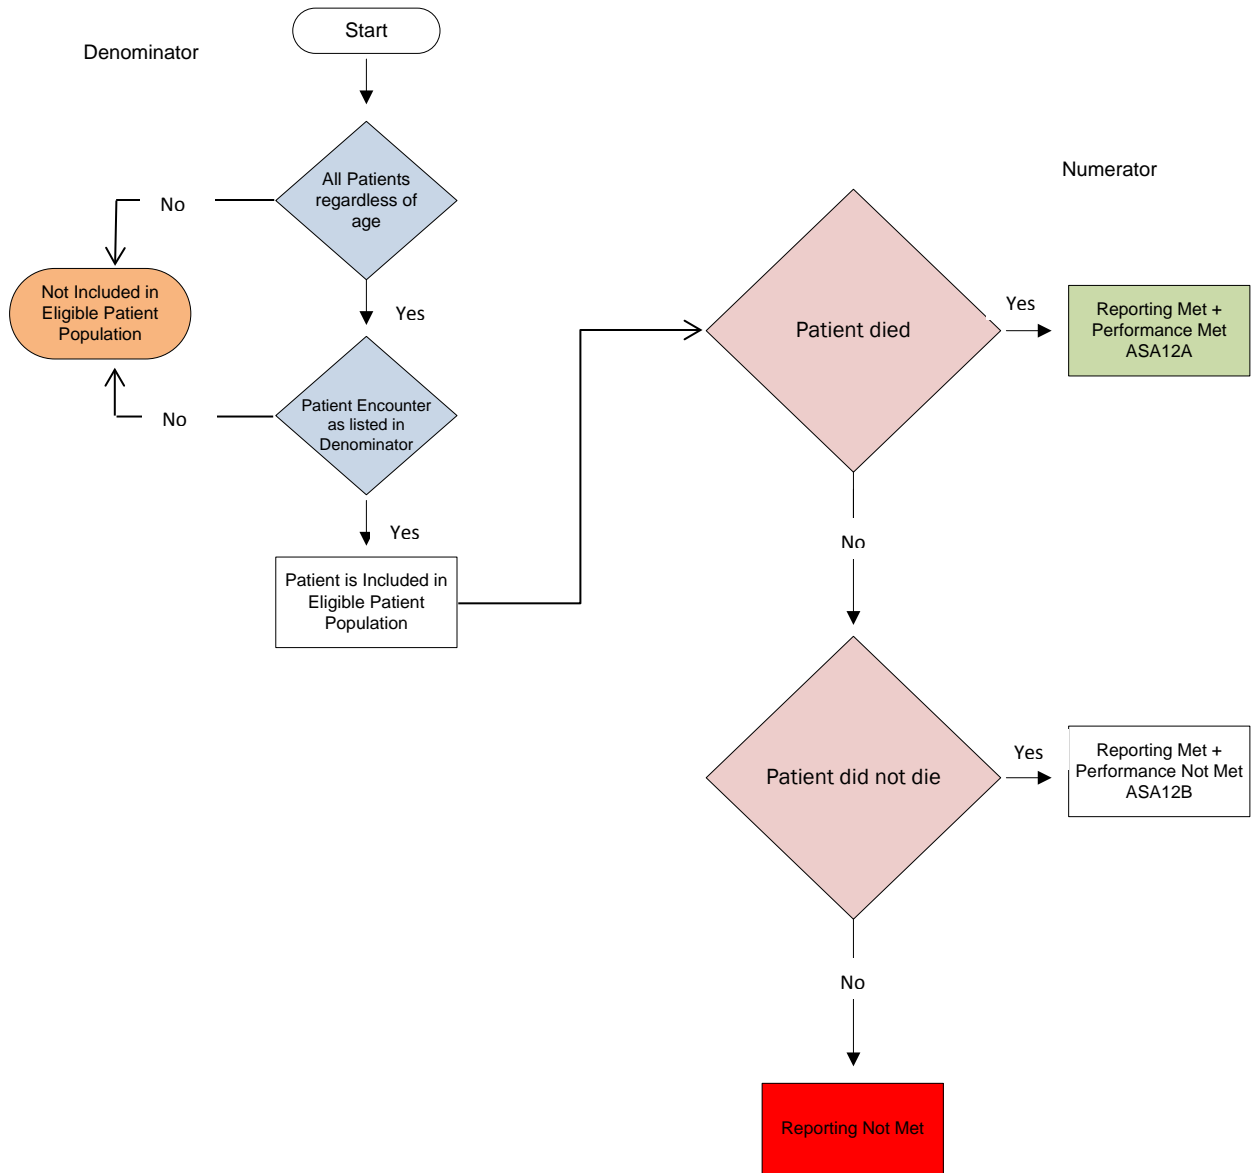 Start
Denominator
All Patients
regardless of
age
No
Not Included in
Eligible Patient
Population
Yes
Patient Encounter
as listed in
Denominator
No
Yes
Patient is Included in
Eligible Patient
Population
Numerator
Patient died
Yes
Reporting Met +
Performance Met
ASA12A
No
Patient did not die
Yes
Reporting Met +
Performance Not Met
ASA12B
No
Reporting Not Met